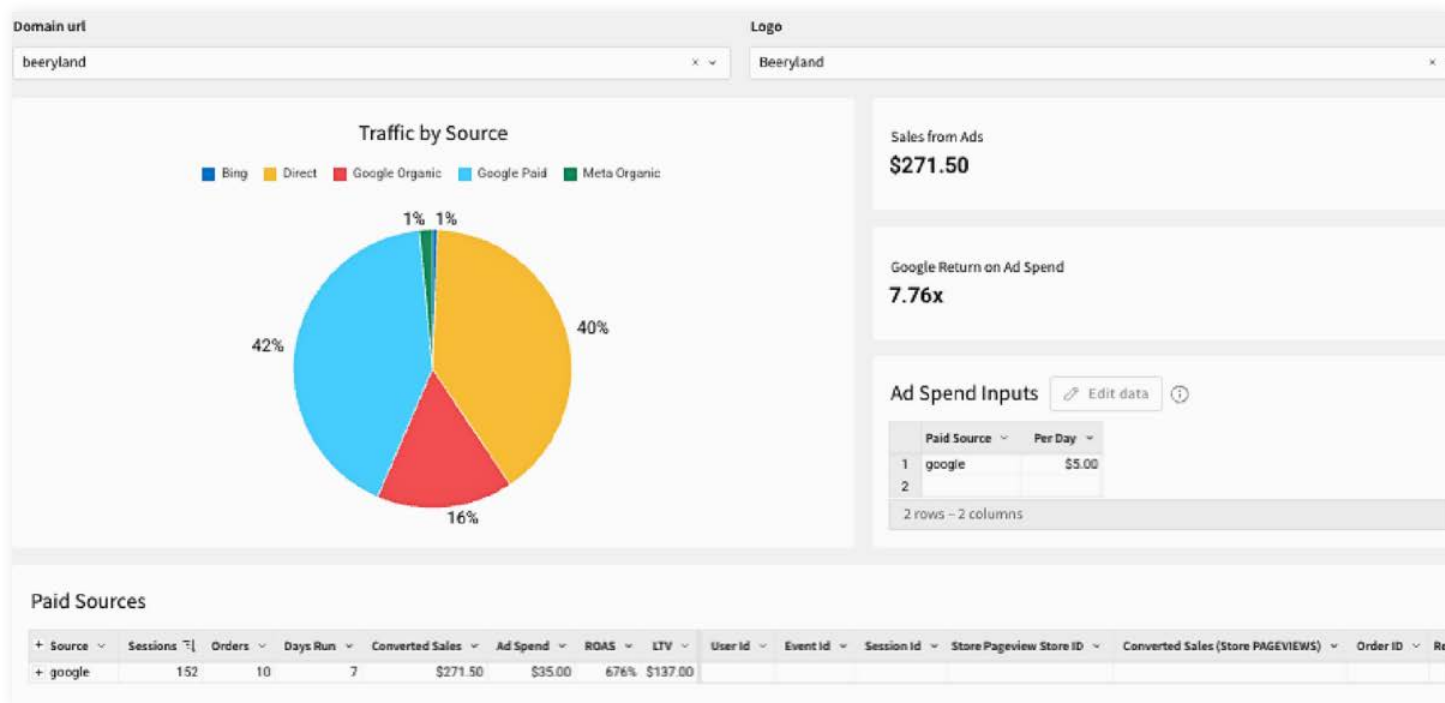 Domain url
beeryland
Logo
Beeryland
Traffic by Source
Bing Direct Google Organic Google Paid Meta Organic
1% 1%
40%
42%
16%
Sales from Ads
$271.50
Google Return on Ad Spend
7.76x
Ad Spend Inputs Edit data
Paid Source Per Day
1 google $5.00
2
2 rows – 2 columns
Paid Sources
+ Source Sessions Orders Days Run Converted Sales Ad Spend ROAS LTV User Id Event Id Session Id Store Pageview Store ID Converted Sales (Store PAGEVIEWS) Order ID Re
+ google 152 10 7 $271.50 $35.00 676% $137.00